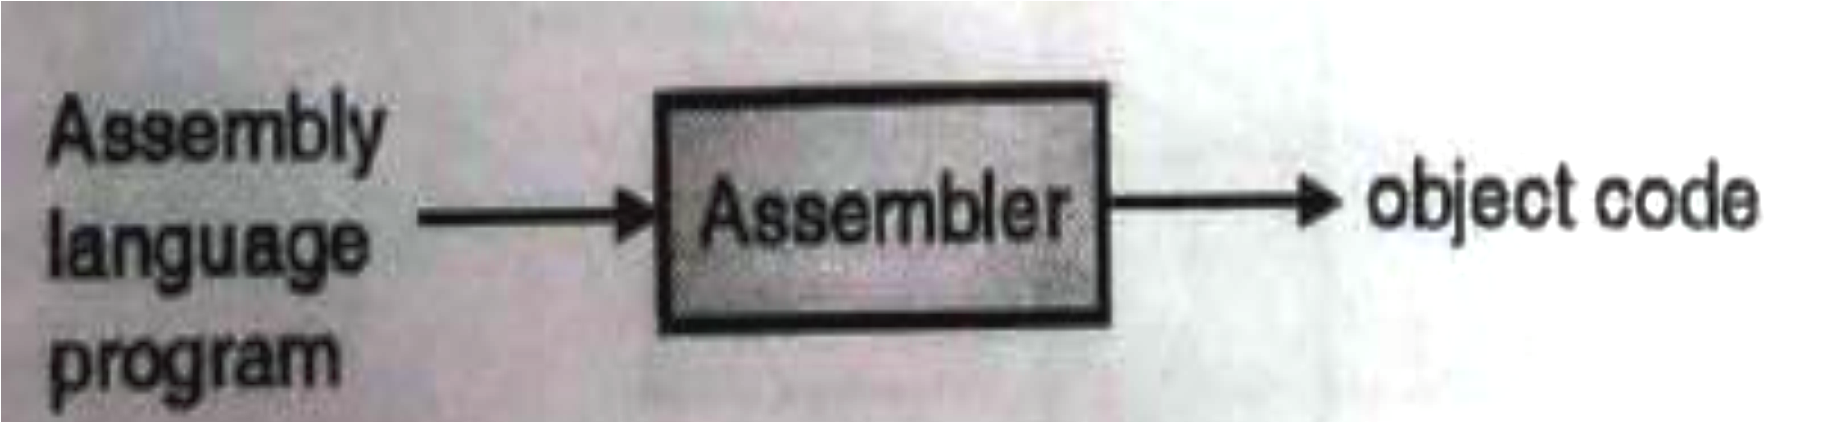 Assembly
language
program
Assembler
object code